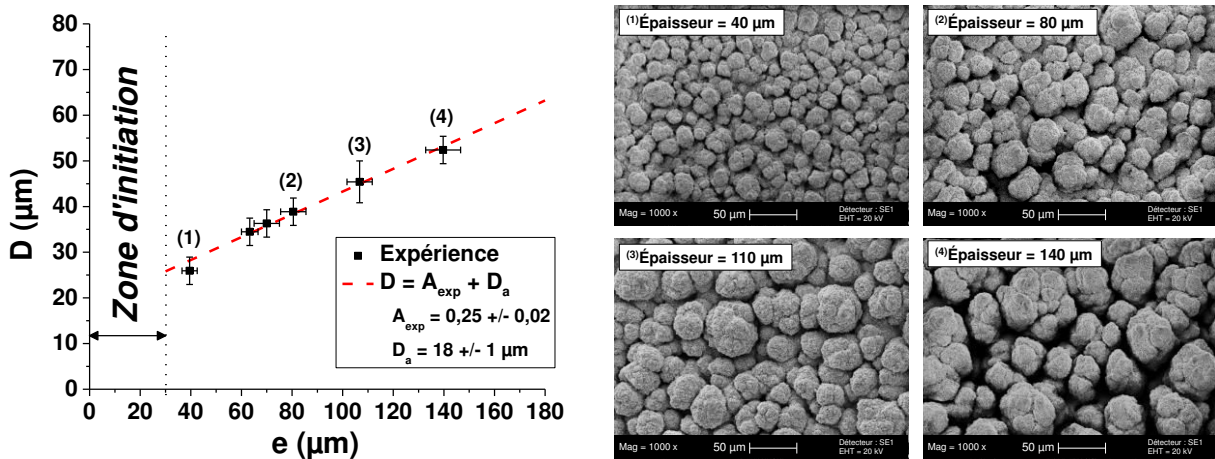 80
70
60
50
40
30
20
10
0
D (µm)
Zone d'initiation
(1)
(2)
(3)
(4)
Expérience
D = A exp + D a
A exp = 0,25 +/- 0,02
D a = 18 +/- 1 µm
0 20 40 60 80 100 120 140 160 180
e (µm)
(1)Épaisseur = 40 µm
Mag = 1000 x 50 µm Détecteur : SE1
EHT = 20 kV
(2)Épaisseur = 80 µm
Mag = 1000 x 50 µm Détecteur : SE1
EHT = 20 kV
(3)Épaisseur = 110 µm
Mag = 1000 x 50 µm Détecteur : SE1
EHT = 20 kV
(4)Épaisseur = 140 µm
Mag = 1000 x 50 µm Détecteur : SE1
EHT = 20 kV